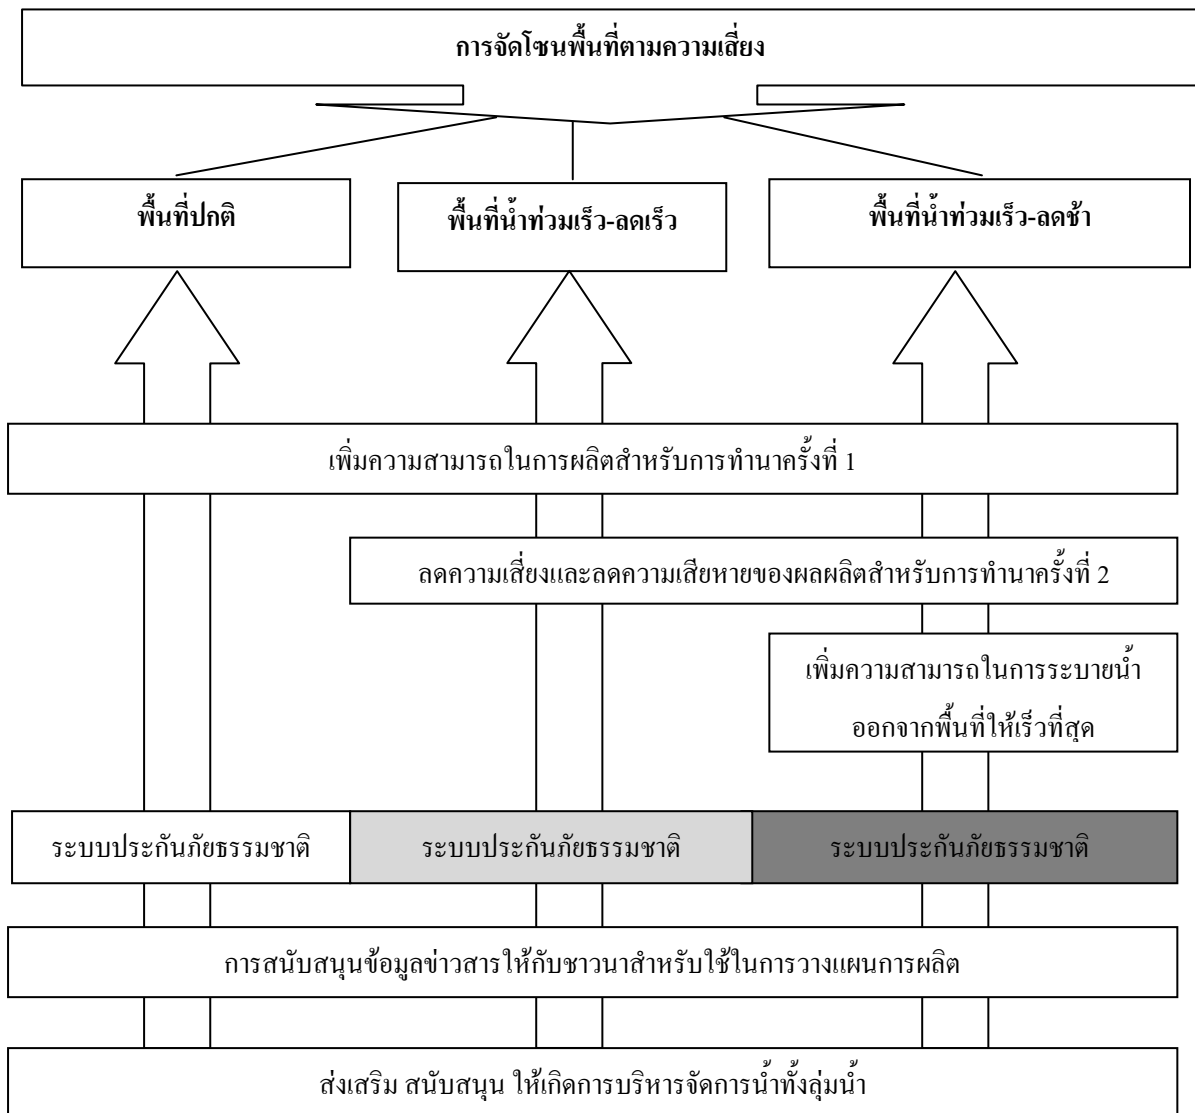 การจัดโซนพื้นที่ตามความเสี่ยง
พื้นที่ปกติ
พื้นที่น้ำท่วมเร็ว-ลดเร็ว
พื้นที่น้ำท่วมเร็ว-ลดช้า
เพิ่มความสามารถในการผลิตสำหรับการทำนาครั้งที่ 1
ลดความเสี่ยงและลดความเสียหายของผลผลิตสำหรับการทำนาครั้งที่ 2
เพิ่มความสามารถในการระบายน้ำ
ออกจากพื้นที่ให้เร็วที่สุด
ระบบประกันภัยธรรมชาติ
ระบบประกันภัยธรรมชาติ
ระบบประกันภัยธรรมชาติ
การสนับสนุนข้อมูลข่าวสารให้กับชาวนาสำหรับใช้ในการวางแผนการผลิต
ส่งเสริม สนับสนุน ให้เกิดการบริหารจัดการน้ำทั้งลุ่มน้ำ